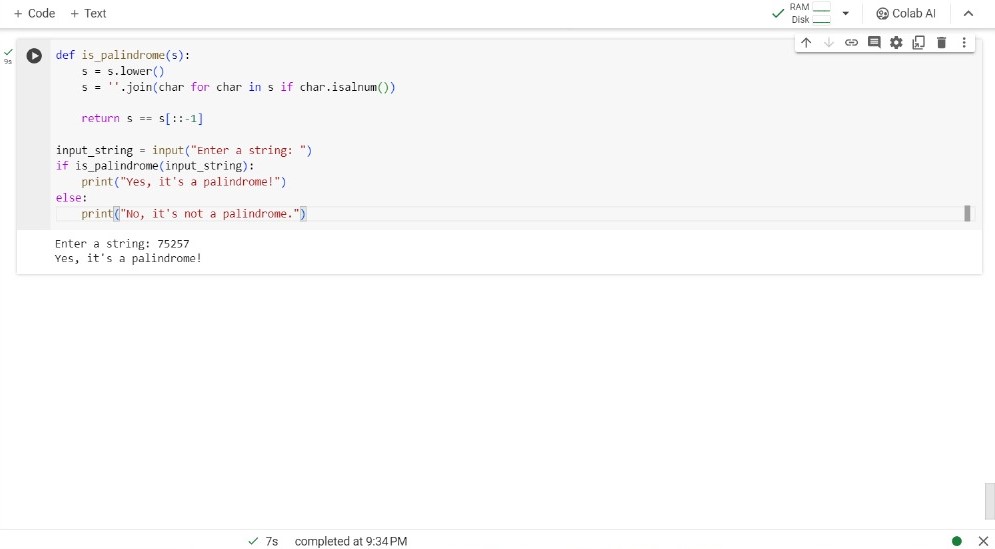 + Code + Text
RAM
Disk
Colab AI
9s
def is_palindrome(s):
    s = s.lower()
    s = ''.join(char for char in s if char.isalnum())
    return s == s[::-1]
input_string = input("Enter a string: ")
if is_palindrome(input_string):
    print("Yes, it's a palindrome!")
else:
    print("No, it's not a palindrome.")
Enter a string: 75257
Yes, it's a palindrome!
7s completed at 9:34 PM